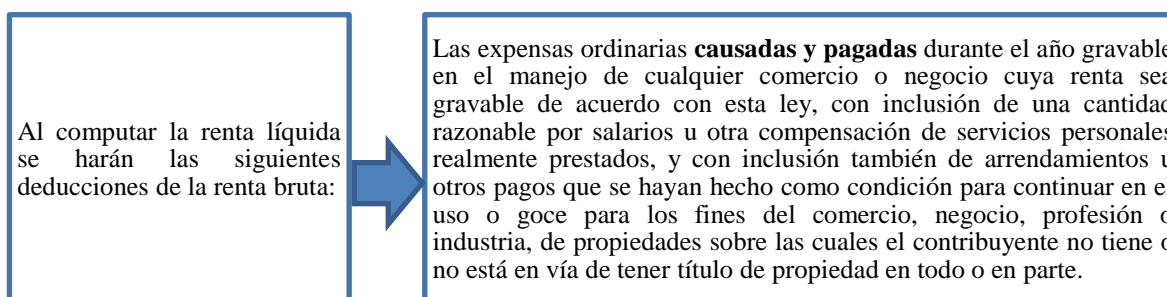 Al computar la renta líquida
se harán las siguientes
deducciones de la renta bruta:
Las expensas ordinarias causadas y pagadas durante el año gravable
en el manejo de cualquier comercio o negocio cuya renta sea
gravable de acuerdo con esta ley, con inclusión de una cantidad
razonable por salarios u otra compensación de servicios personales
realmente prestados, y con inclusión también de arrendamientos u
otros pagos que se hayan hecho como condición para continuar en el
uso o goce para los fines del comercio, negocio, profesión o
industria, de propiedades sobre las cuales el contribuyente no tiene o
no está en vía de tener título de propiedad en todo o en parte.